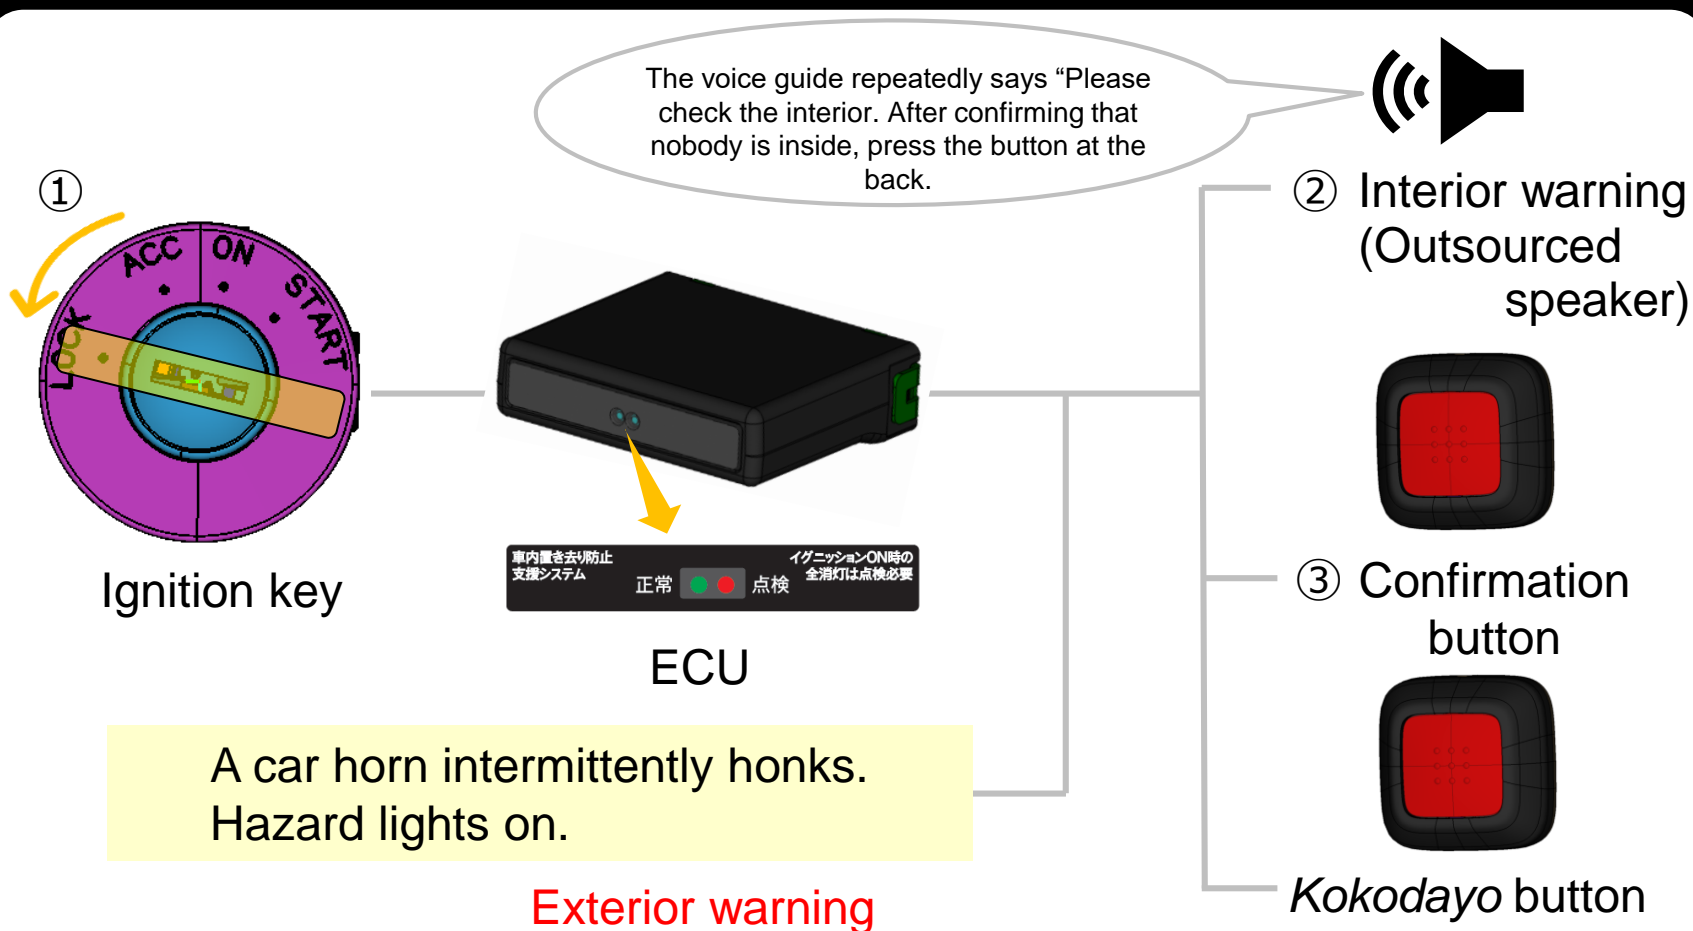 The voice guide repeatedly says “Please
check the interior. After confirming that
nobody is inside, press the button at the
back.
①
ACC
ON
START
LOCK
② Interior warning
(Outsourced
speaker)
車内置き去り防止
支援システム
正常
点検
イグニッションON時の
全消灯は点検必要
Ignition key
ECU
③ Confirmation
button
A car horn intermittently honks.
Hazard lights on.
Exterior warning
Kokodayo button